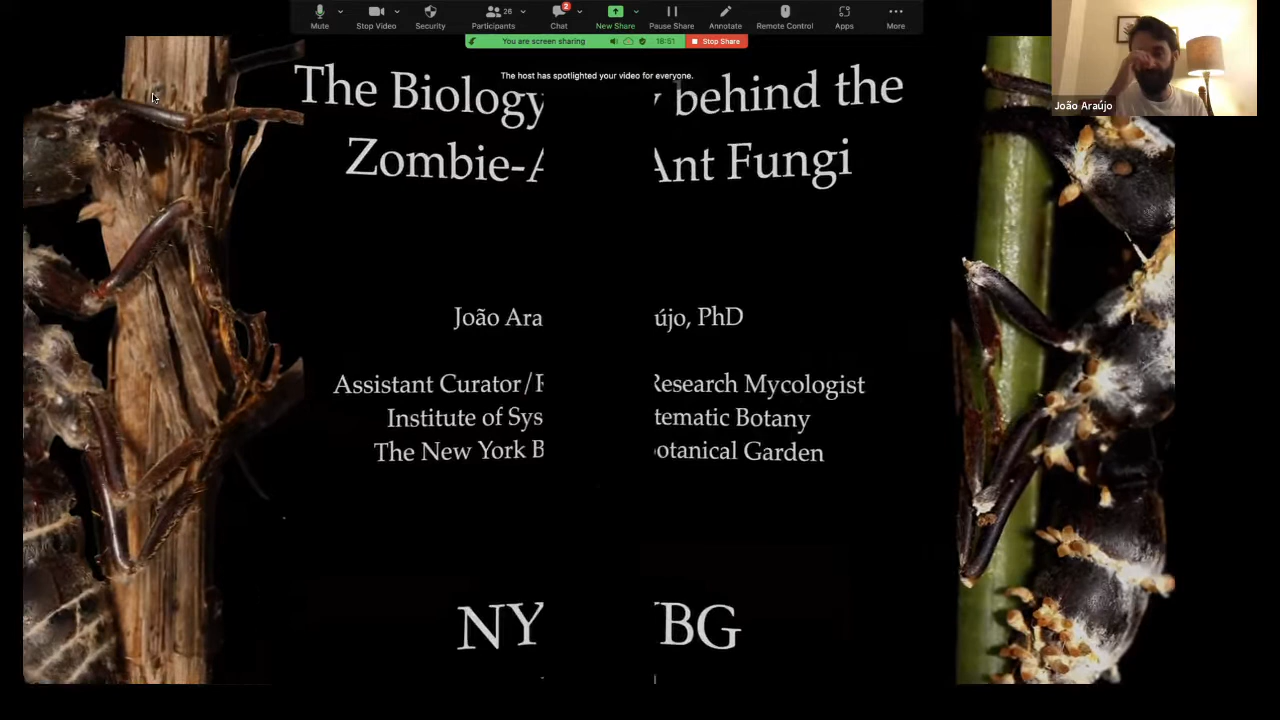 Mute
Stop Video
Security
Participants
26
Chat
2
New Share
Pause Share
Annotate
Remote Control
Apps
More
You are screen sharing
18:51
Stop Share
The host has spotlighted your video for everyone.
João Araújo
The Biology y behind the
Zombie-A Ant Fungi
João Ara újo, PhD
Assistant Curator/R Research Mycologist
Institute of Sys tematic Botany
The New York B otanical Garden
NY BG